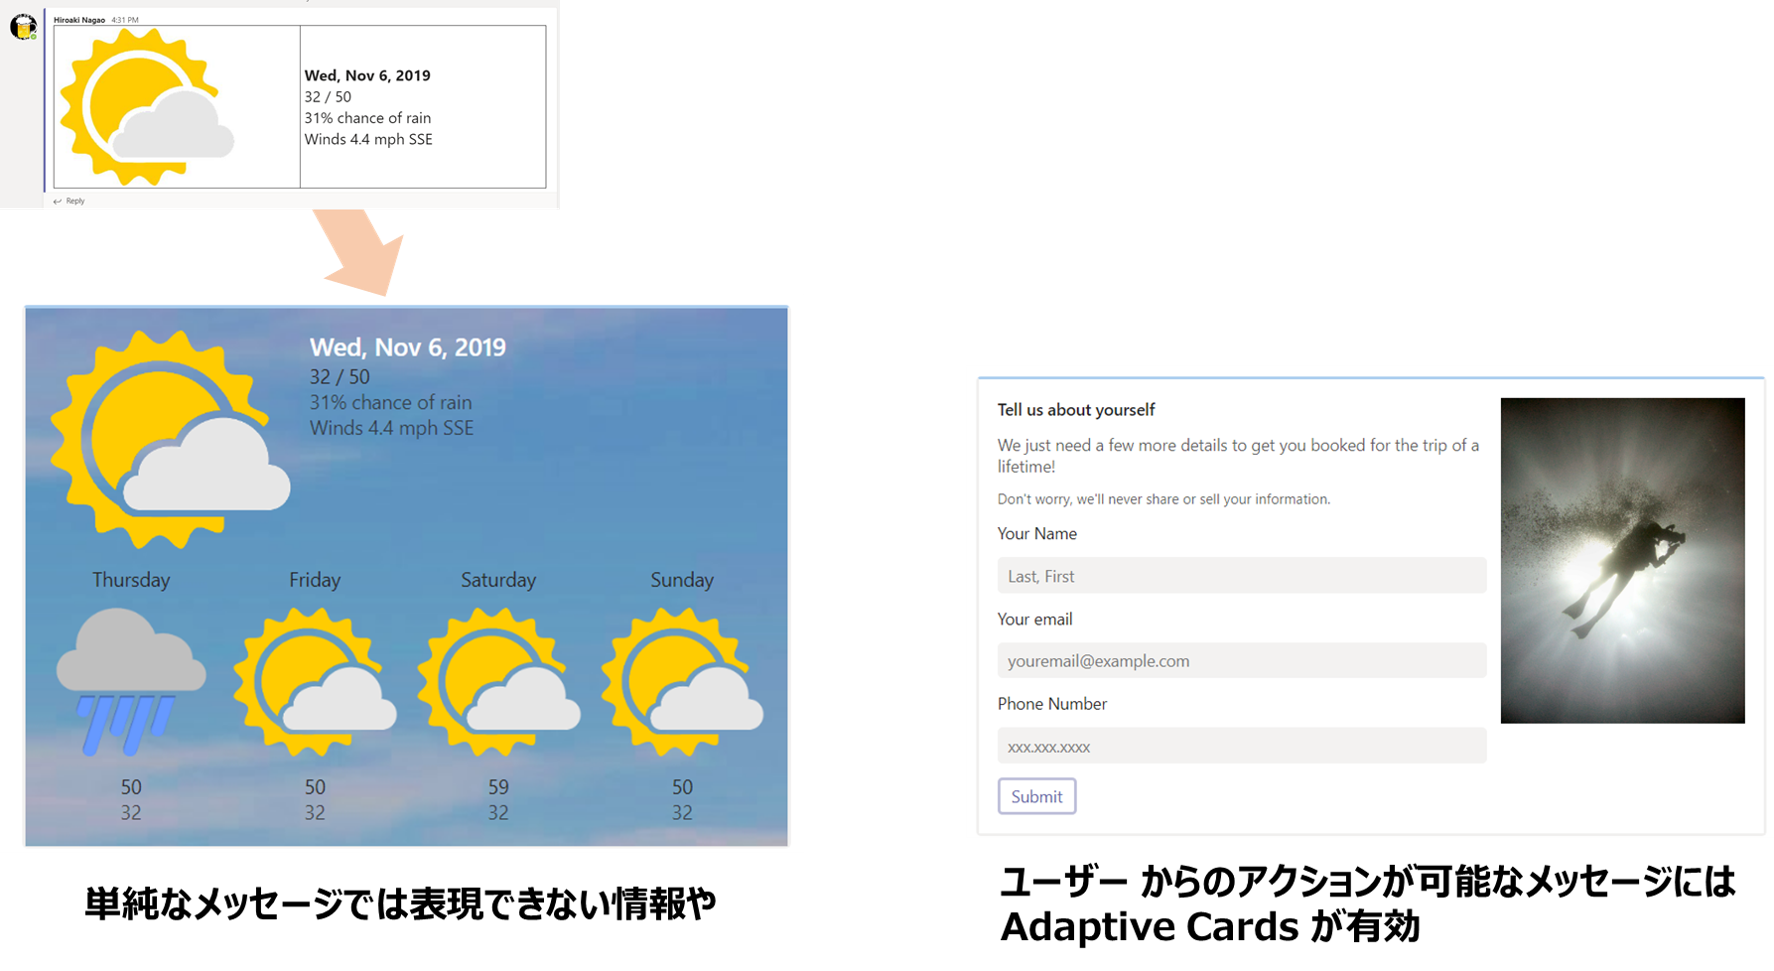 Hiroaki Nagao 4:31 PM
Wed, Nov 6, 2019
32 / 50
31% chance of rain
Winds 4.4 mph SSE
Reply
Wed, Nov 6, 2019
32 / 50
31% chance of rain
Winds 4.4 mph SSE
Thursday Friday Saturday Sunday
50 50 59 50
32 32 32 32
単純なメッセージでは表現できない情報や
Tell us about yourself
We just need a few more details to get you booked for the trip of a
lifetime!
Don't worry, we'll never share or sell your information.
Your Name
Last, First
Your email
youremail@example.com
Phone Number
xxx.xxx.xxxx
Submit
ユーザー からのアクションが可能なメッセージには
Adaptive Cards が有効